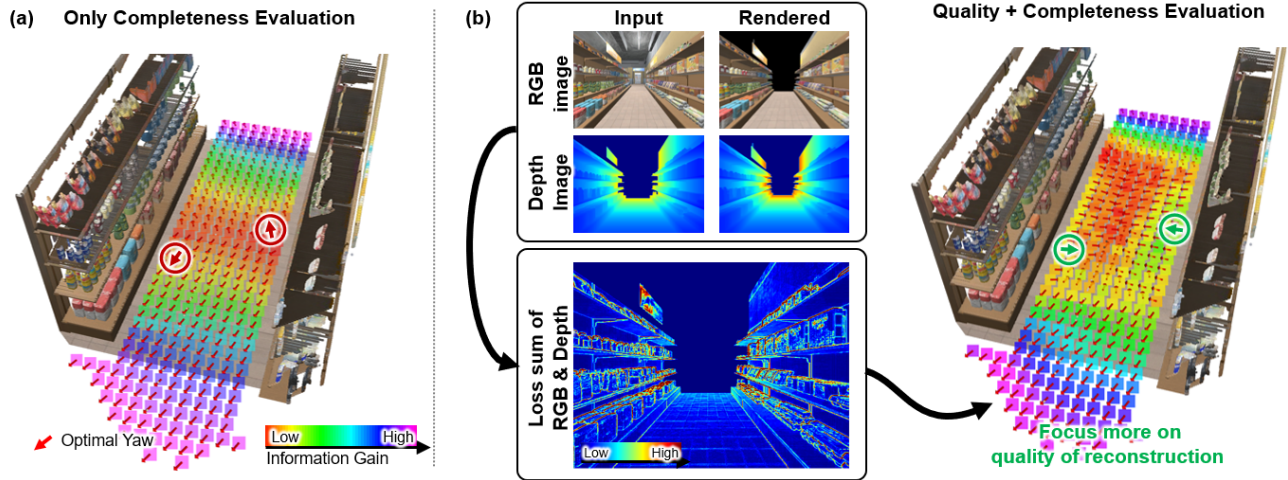 (a)
Only Completeness Evaluation
Optimal Yaw
Low
High
Information Gain
(b)
Input
Rendered
RGB
image
Depth
Image
Loss sum of
RGB & Depth
Low
High
Quality + Completeness Evaluation
Focus more on
quality of reconstruction